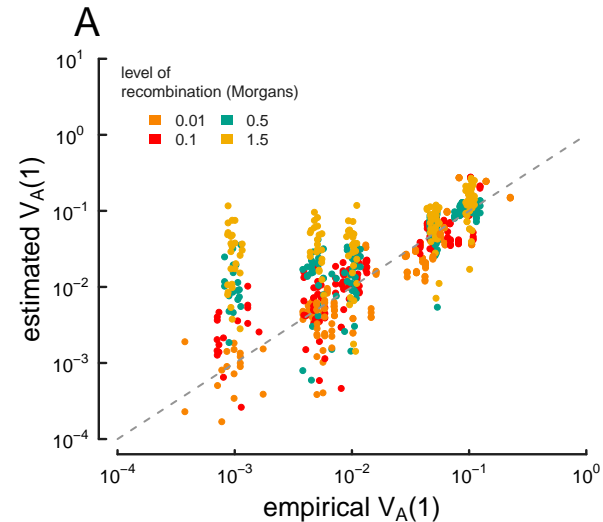 A
level of
recombination (Morgans)
0.01 0.5
0.1 1.5
estimated V_A(1)
10^1
10^0
10^−1
10^−2
10^−3
10^−4
10^−4 10^−3 10^−2 10^−1 10^0
empirical V_A(1)